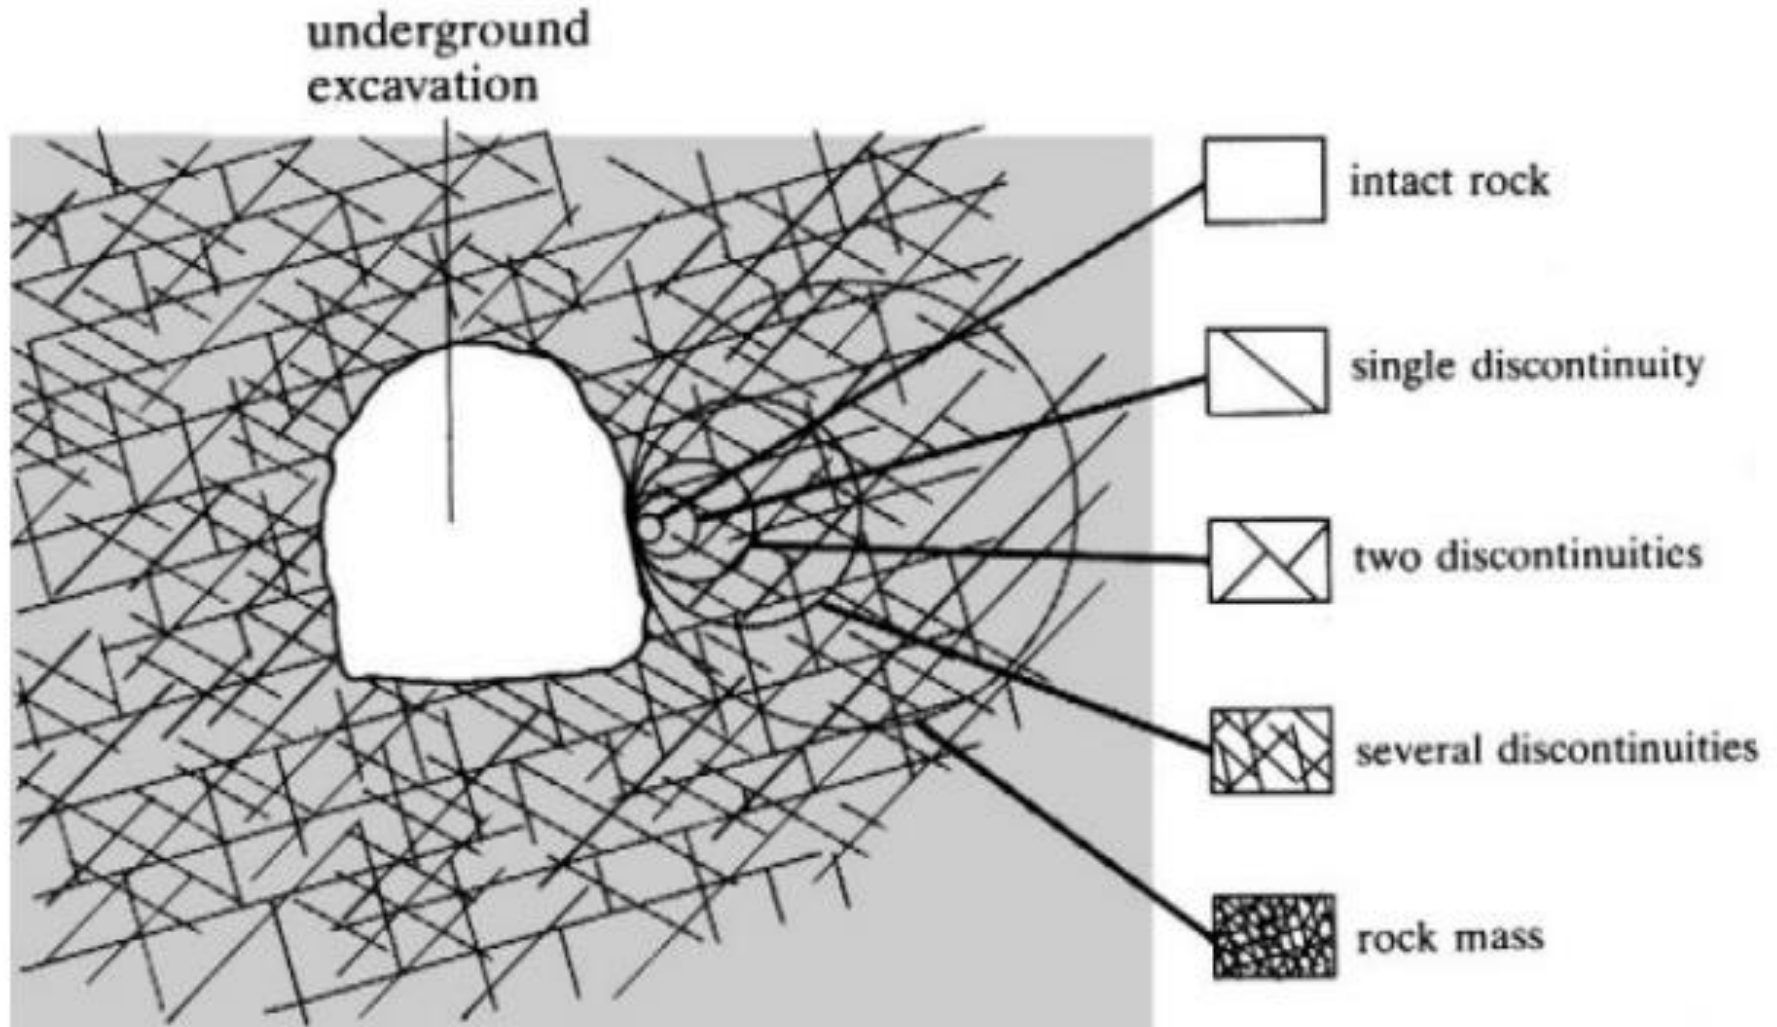 underground
excavation
intact rock
single discontinuity
two discontinuities
several discontinuities
rock mass